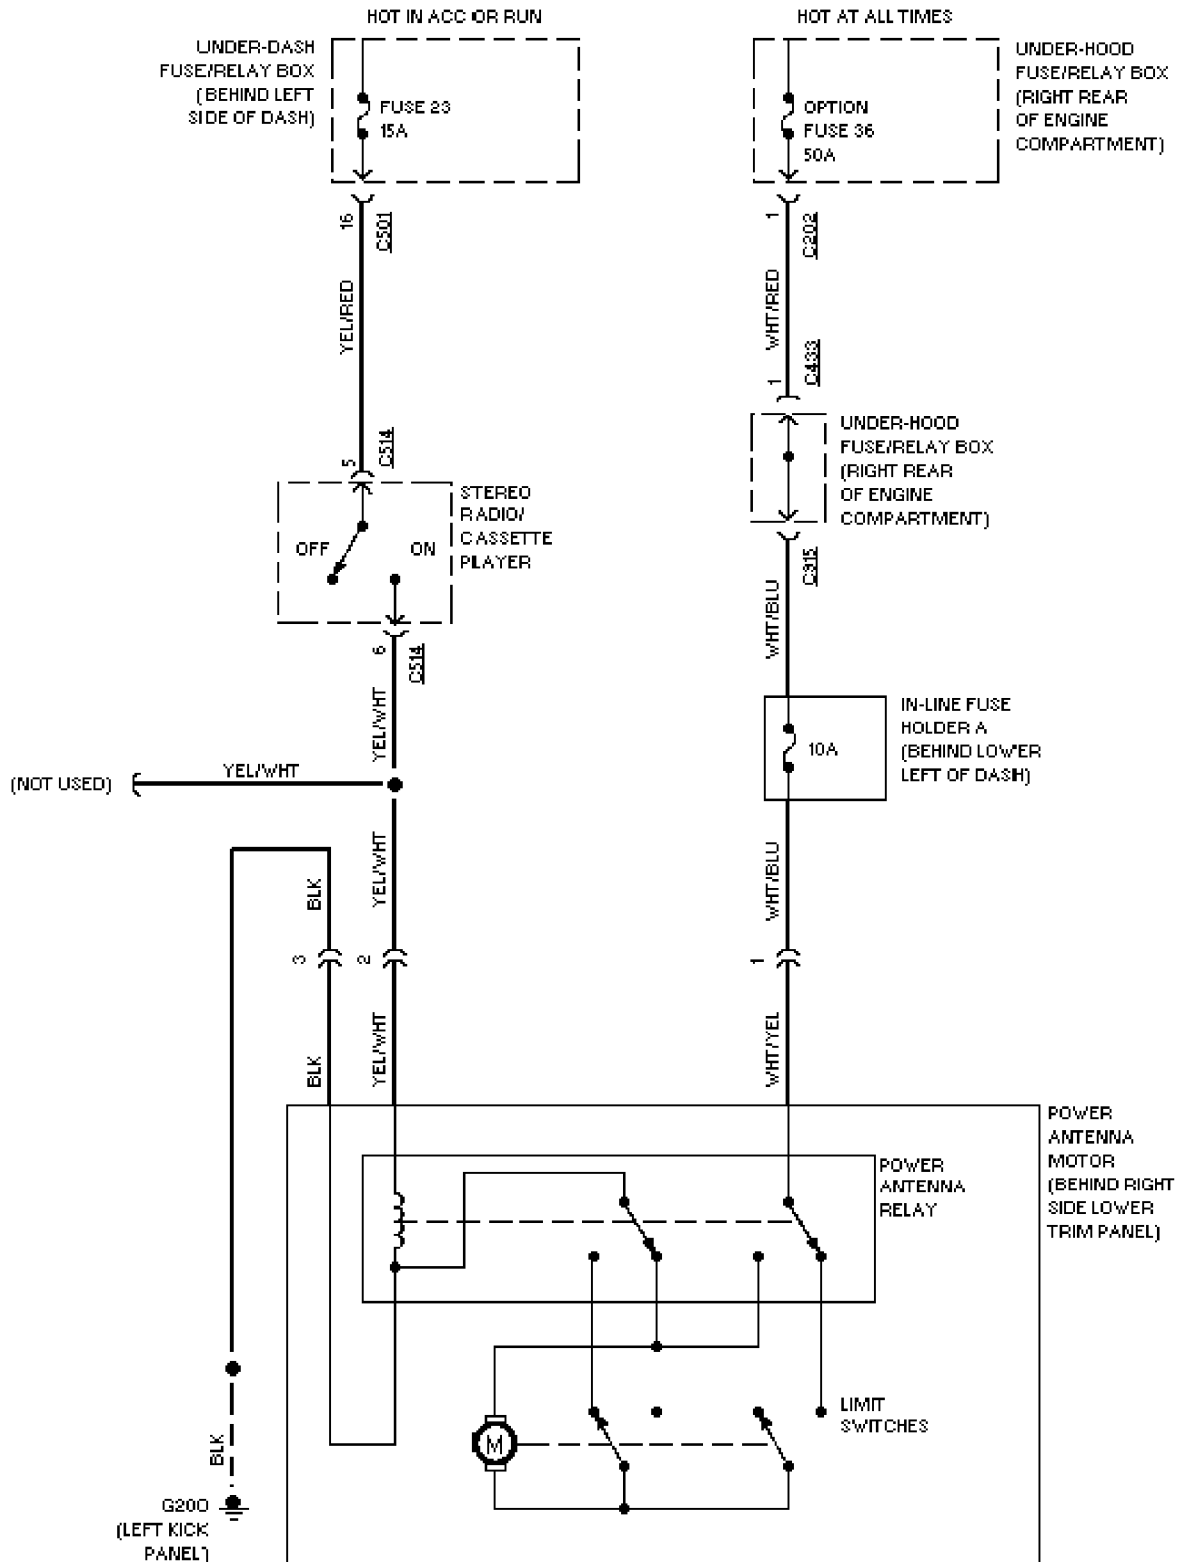 HOT IN ACC OR RUN
HOT AT ALL TIMES
UNDER-DASH
FUSE/RELAY BOX
(BEHIND LEFT
SIDE OF DASH)
FUSE 23
15A
OPTION
FUSE 36
50A
UNDER-HOOD
FUSE/RELAY BOX
(RIGHT REAR
OF ENGINE
COMPARTMENT)
16
C501
1
C202
YEL/RED
WHT/RED
1
C433
5
C514
UNDER-HOOD
FUSE/RELAY BOX
(RIGHT REAR
OF ENGINE
COMPARTMENT)
STEREO
RADIO/
CASSETTE
PLAYER
OFF
ON
C915
6
C514
WHT/BLU
YEL/WHT
IN-LINE FUSE
HOLDER A
(BEHIND LOWER
LEFT OF DASH)
10A
(NOT USED)
YEL/WHT
BLK
YEL/WHT
WHT/BLU
3
2
1
BLK
YEL/WHT
WHT/YEL
POWER
ANTENNA
MOTOR
(BEHIND RIGHT
SIDE LOWER
TRIM PANEL)
POWER
ANTENNA
RELAY
LIMIT
SWITCHES
M
BLK
G200
(LEFT KICK
PANEL)